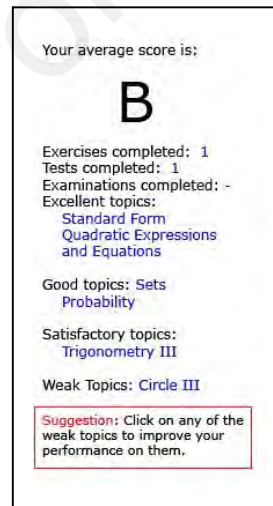 Your average score is:
B
Exercises completed: 1
Tests completed: 1
Examinations completed: -
Excellent topics:
Standard Form
Quadratic Expressions
and Equations
Good topics: Sets
Probability
Satisfactory topics:
Trigonometry III
Weak Topics: Circle III
Suggestion: Click on any of the
weak topics to improve your
performance on them.